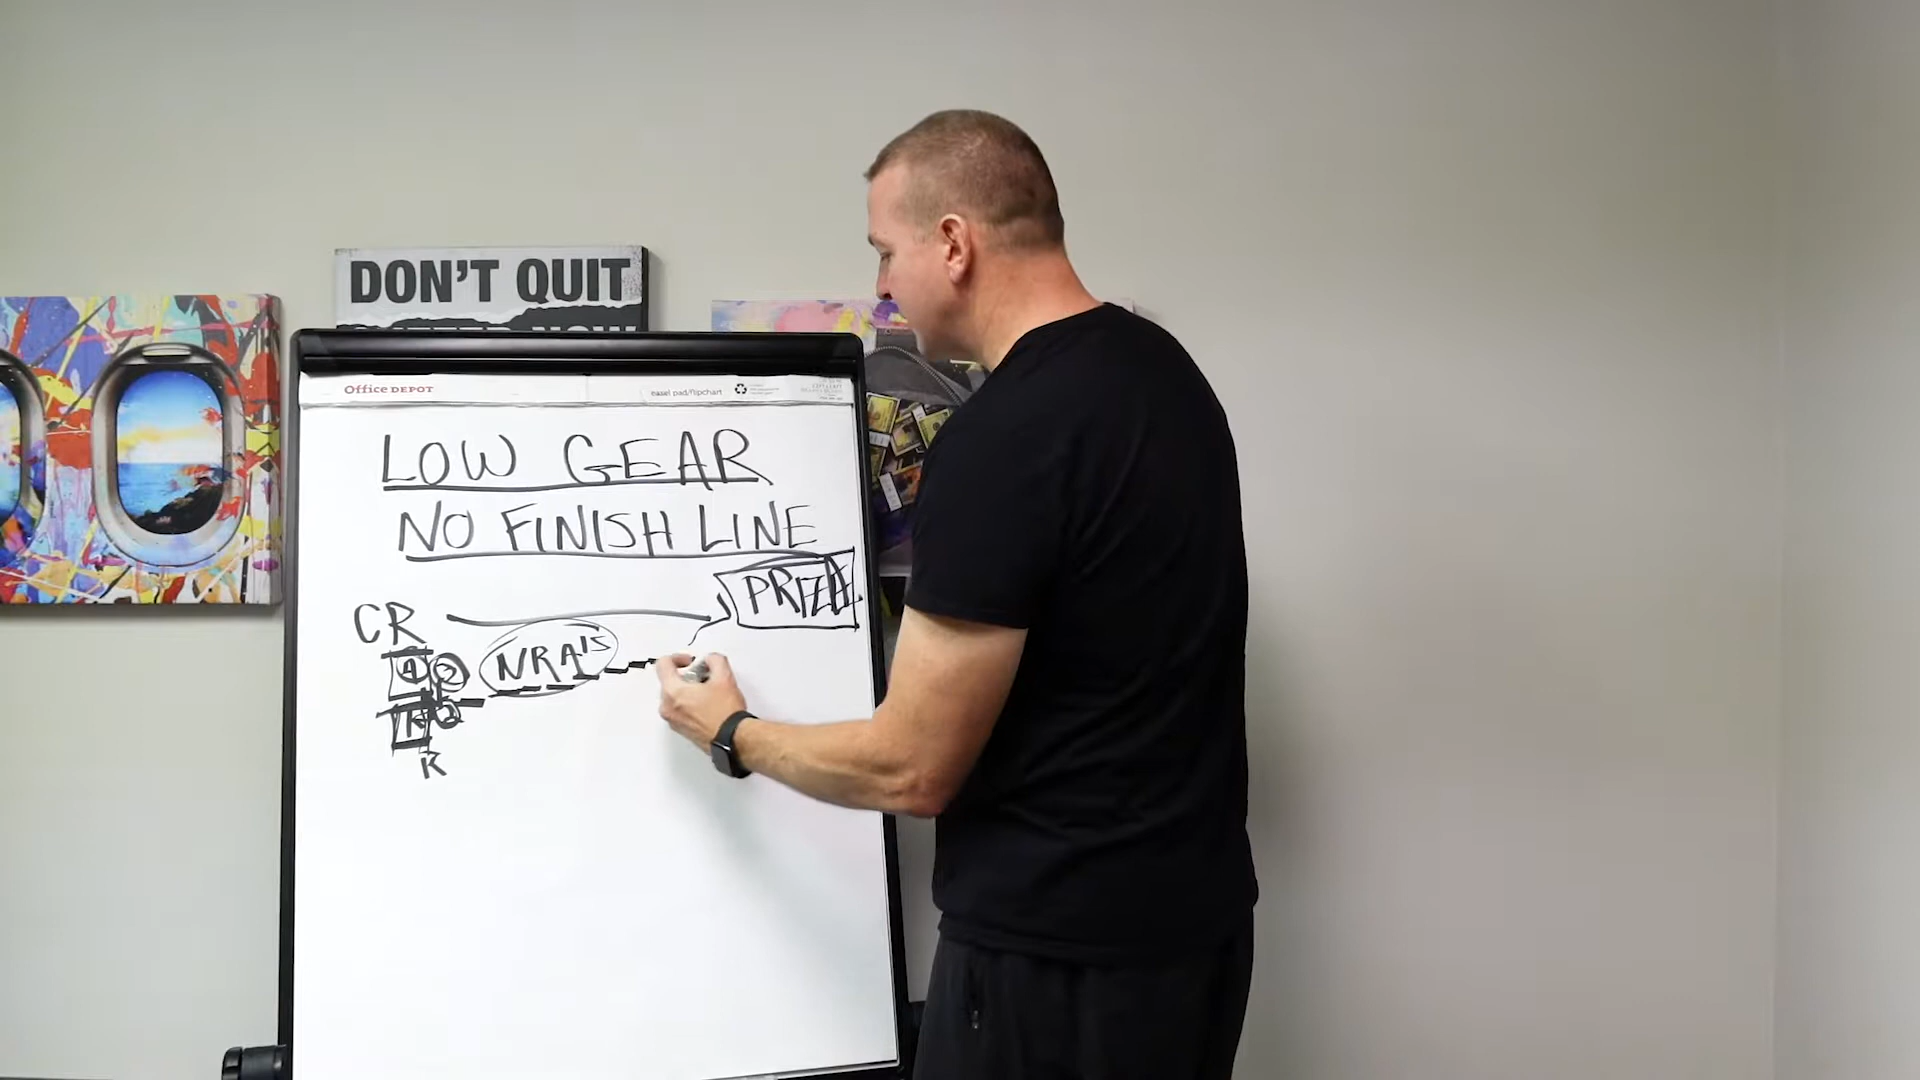 DON'T QUIT
Office DEPOT
easel pad/flipchart
LOW GEAR
NO FINISH LINE
PRIZE
CR
NRA'S
K